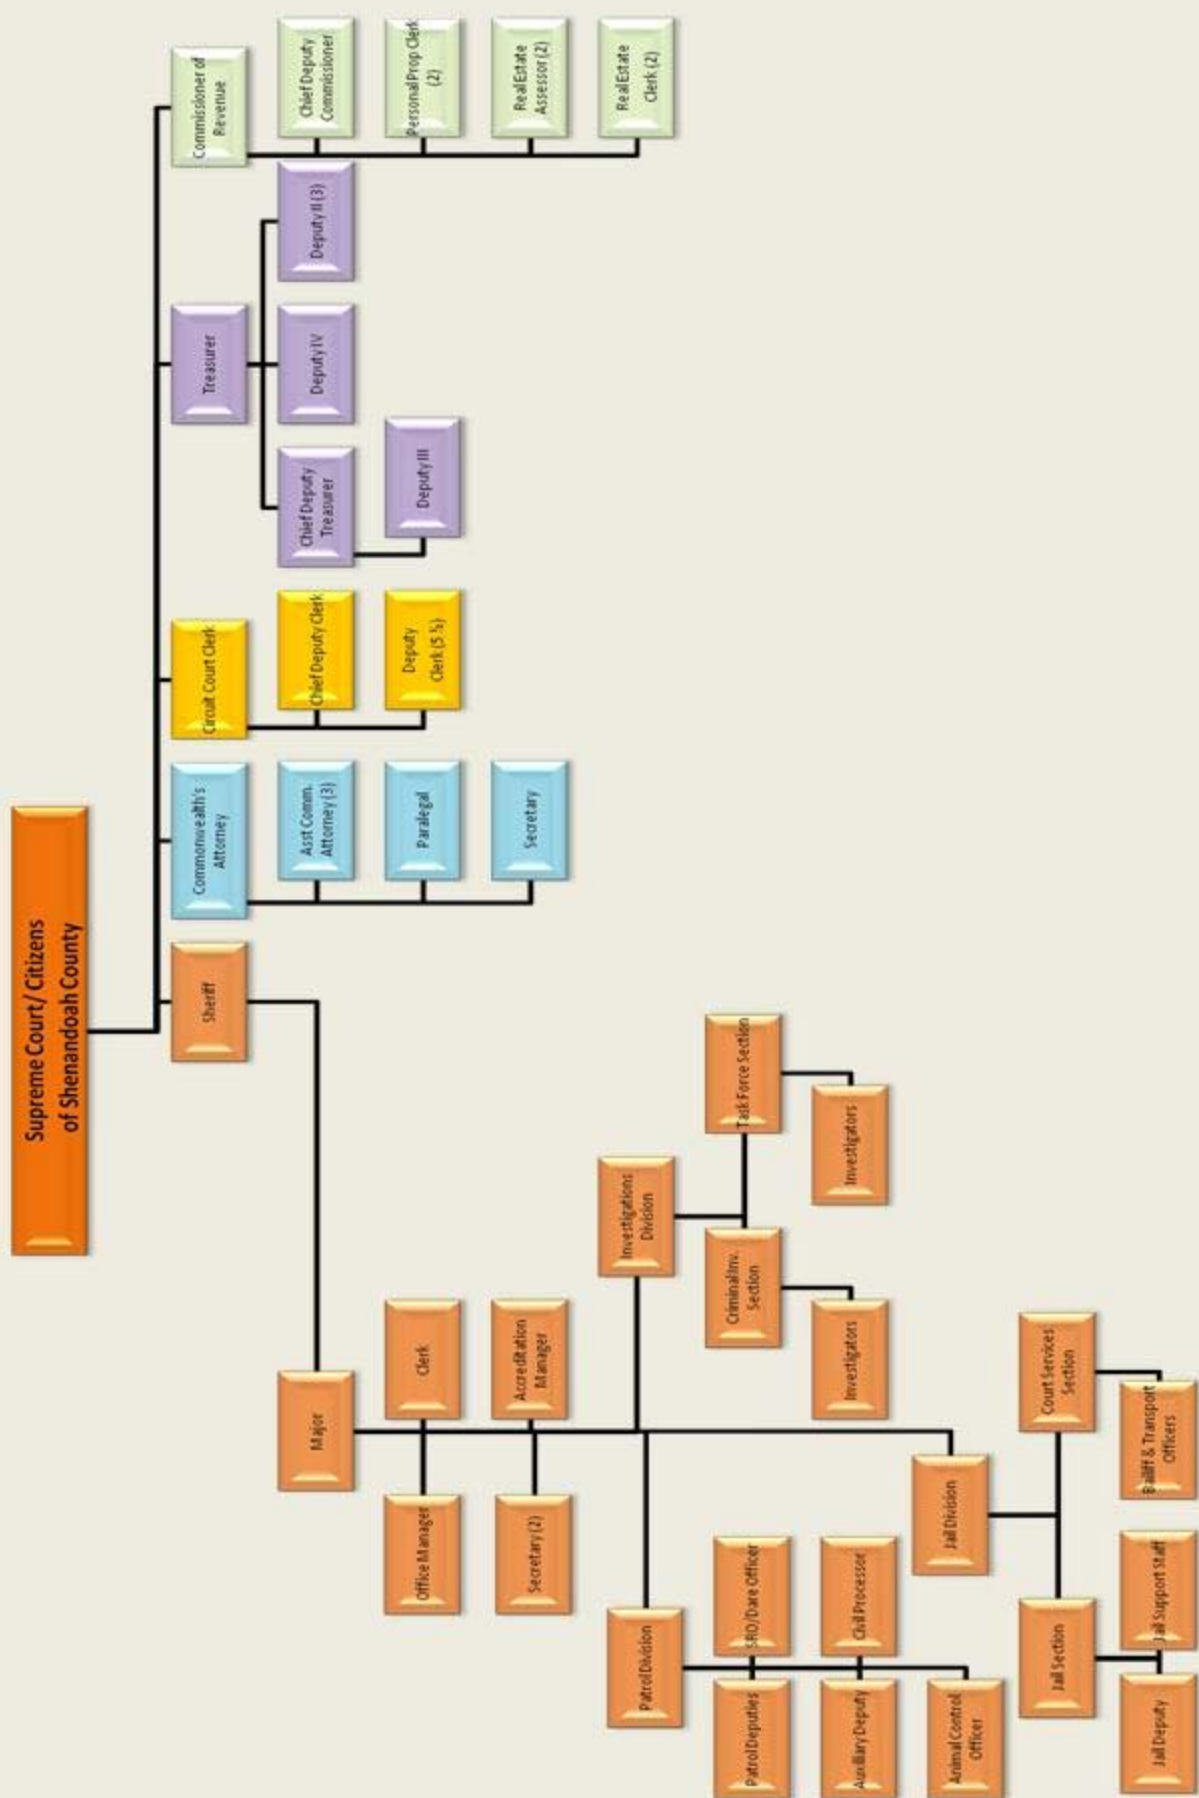 Supreme Court/ Citizens
of Shenandoah County
Sheriff
Commonwealth's
Attorney
Circuit Court Clerk
Treasurer
Commissioner of
Revenue
Major
Asst Comm.
Attorney (3)
Chief Deputy Clerk
Chief Deputy
Treasurer
Deputy IV
Deputy II (3)
Chief Deputy
Commissioner
Office Manager
Clerk
Paralegal
Deputy
Clerk (5 ½)
Deputy III
Personal Prop Clerk
(2)
Secretary (2)
Accreditation
Manager
Secretary
Real Estate
Assessor (2)
Patrol Division
Investigations
Division
Real Estate
Clerk (2)
Patrol Deputies
SRO/Dare Officer
Criminal Inv.
Section
Task Force Section
Auxiliary Deputy
Civil Processor
Investigators
Investigators
Animal Control
Officer
Jail Division
Jail Section
Court Services
Section
Jail Deputy
Jail Support Staff
Bailiff & Transport
Officers